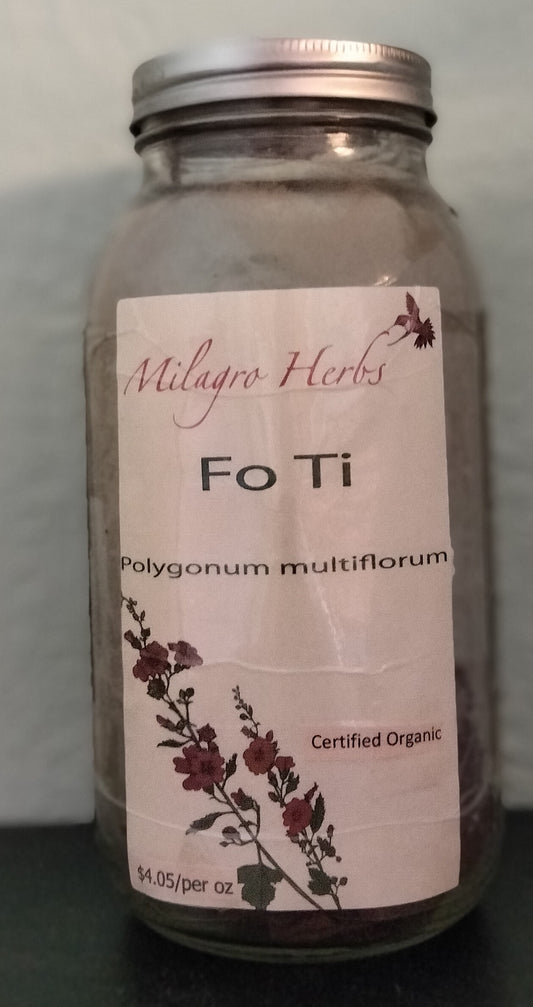 Milagro Herbs
Fo Ti
Polygonum multiflorum
Certified Organic
$4.05/per oz